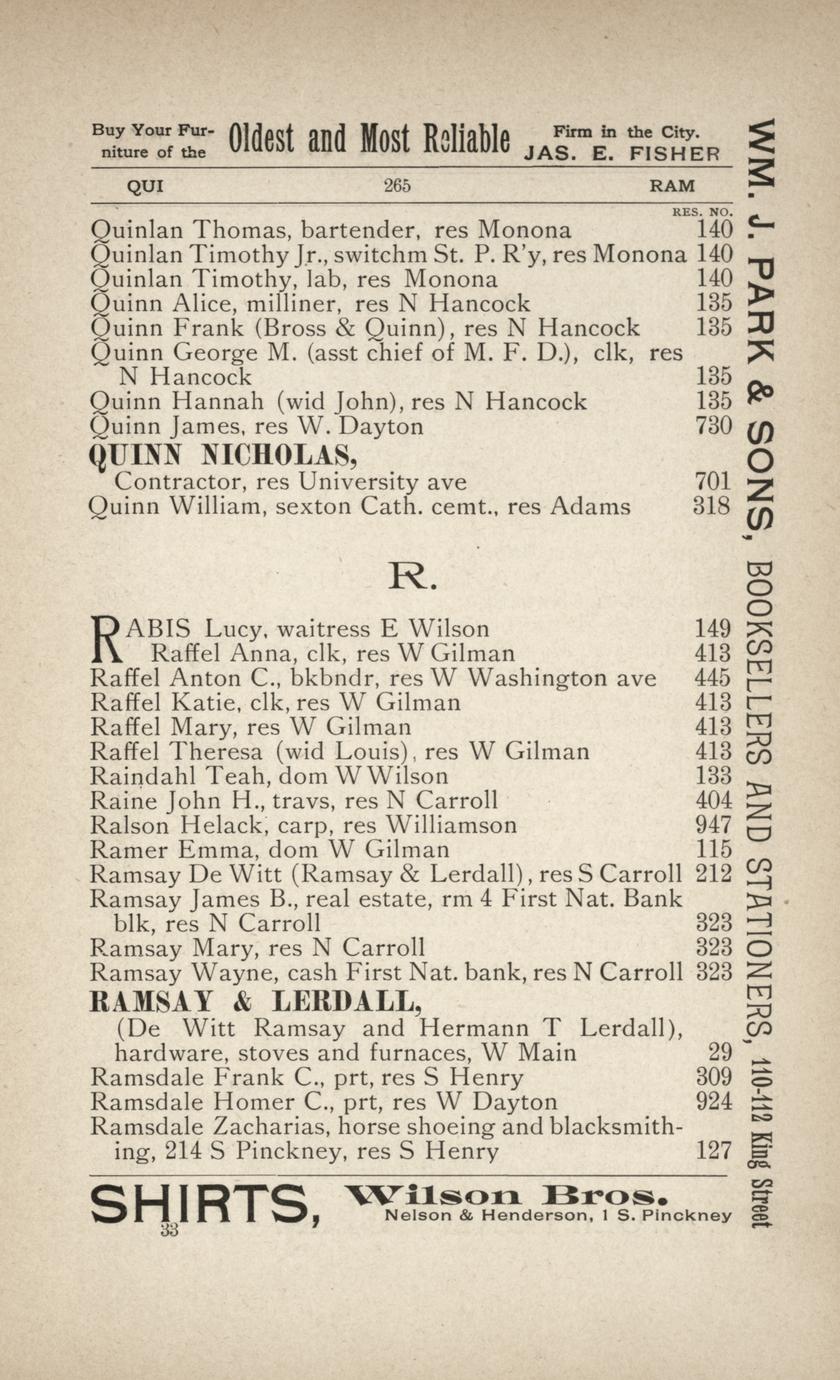 Buy Your Fur-
niture of the
Oldest and Most Reliable
Firm in the City.
JAS. E. FISHER
QUI 265 RAM
RES. NO.
Quinlan Thomas, bartender, res Monona 140
Quinlan Timothy Jr., switchm St. P. R'y, res Monona 140
Quinlan Timothy, lab, res Monona 140
Quinn Alice, milliner, res N Hancock 135
Quinn Frank (Bross & Quinn), res N Hancock 135
Quinn George M. (asst chief of M. F. D.), clk, res
N Hancock 135
Quinn Hannah (wid John), res N Hancock 135
Quinn James, res W. Dayton 730
QUINN NICHOLAS,
Contractor, res University ave 701
Quinn William, sexton Cath. cemt., res Adams 318
R.
RABIS Lucy, waitress E Wilson 149
Raffel Anna, clk, res W Gilman 413
Raffel Anton C., bkbndr, res W Washington ave 445
Raffel Katie, clk, res W Gilman 413
Raffel Mary, res W Gilman 413
Raffel Theresa (wid Louis), res W Gilman 413
Raindahl Teah, dom W Wilson 133
Raine John H., travs, res N Carroll 404
Ralson Helack, carp, res Williamson 947
Ramer Emma, dom W Gilman 115
Ramsay De Witt (Ramsay & Lerdall), res S Carroll 212
Ramsay James B., real estate, rm 4 First Nat. Bank
blk, res N Carroll 323
Ramsay Mary, res N Carroll 323
Ramsay Wayne, cash First Nat. bank, res N Carroll 323
RAMSAY & LERDALL,
(De Witt Ramsay and Hermann T Lerdall),
hardware, stoves and furnaces, W Main 29
Ramsdale Frank C., prt, res S Henry 309
Ramsdale Homer C., prt, res W Dayton 924
Ramsdale Zacharias, horse shoeing and blacksmith-
ing, 214 S Pinckney, res S Henry 127
SHIRTS, Wilson Bros.
Nelson & Henderson, 1 S. Pinckney
33
WM. J. PARK & SONS, BOOKSELLERS AND STATIONERS, 110-112 King Street